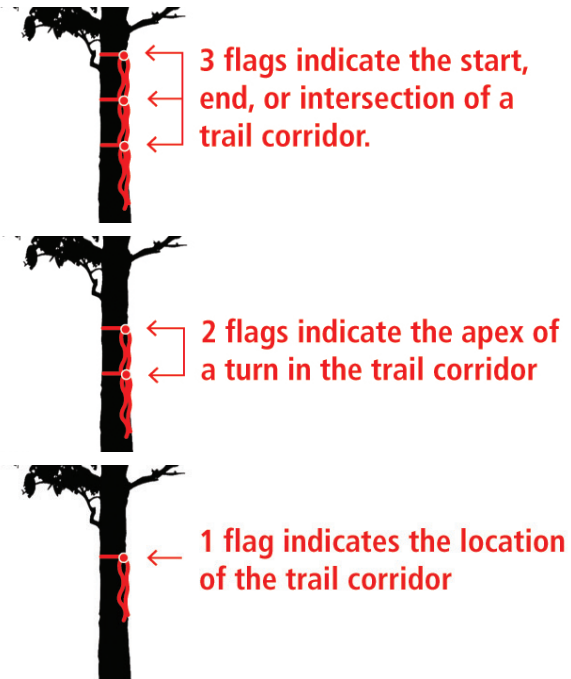 3 flags indicate the start,
end, or intersection of a
trail corridor.
2 flags indicate the apex of
a turn in the trail corridor
1 flag indicates the location
of the trail corridor